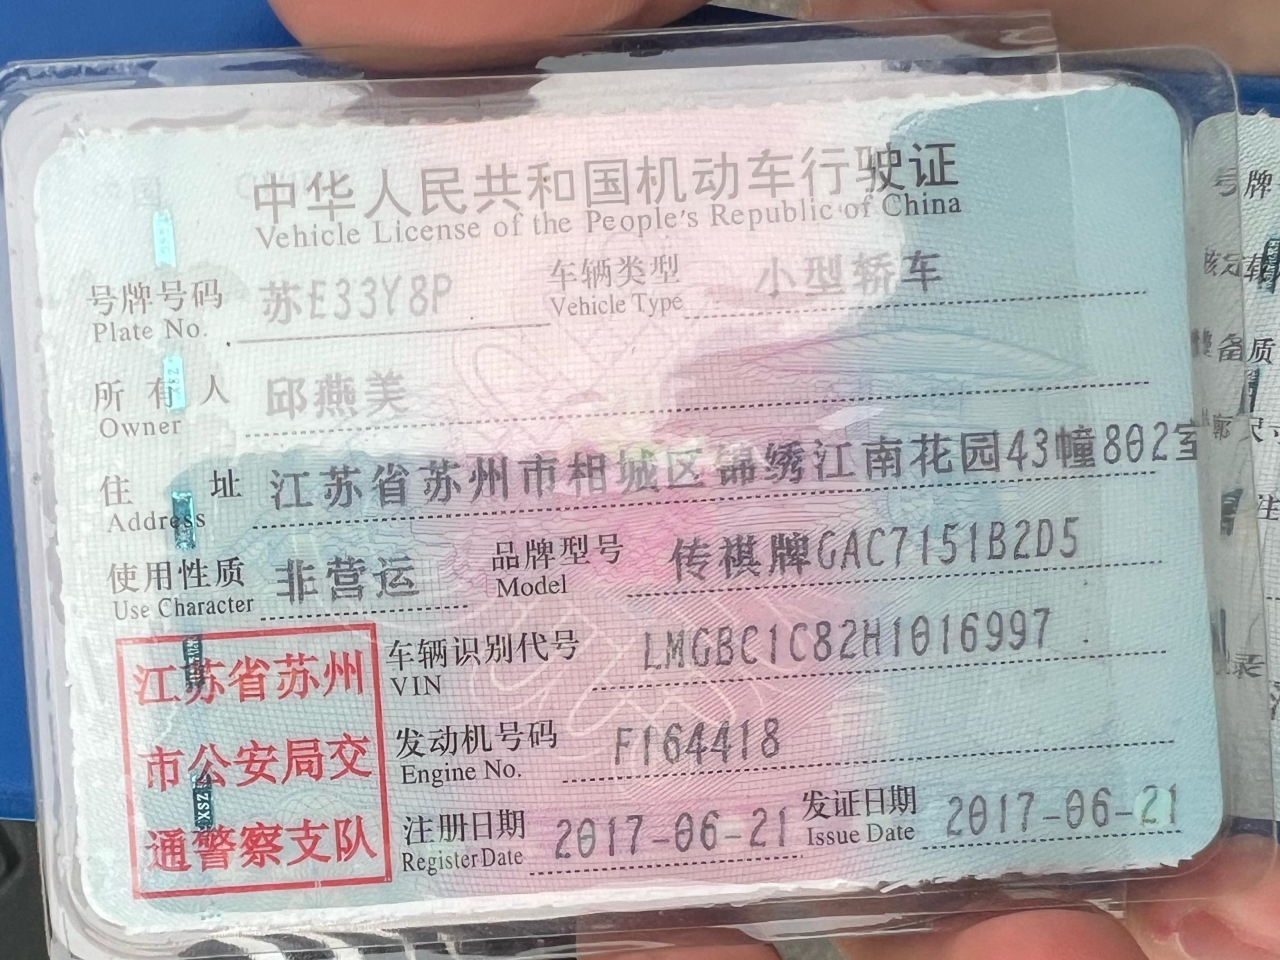 中华人民共和国机动车行驶证
Vehicle License of the People's Republic of China
号牌号码 苏E33Y8P 车辆类型 小型轿车
Plate No. Vehicle Type
所有人 邱燕美
Owner
住址 江苏省苏州市相城区锦绣江南花园43幢802室
Address
使用性质 非营运 品牌型号 传祺牌GAC7151B2D5
Use Character Model
车辆识别代号 LMGBC1C82H1016997
VIN
发动机号码 F164418
Engine No.
注册日期 2017-06-21 发证日期 2017-06-21
Register Date Issue Date
江苏省苏州
市公安局交
通警察支队
号牌